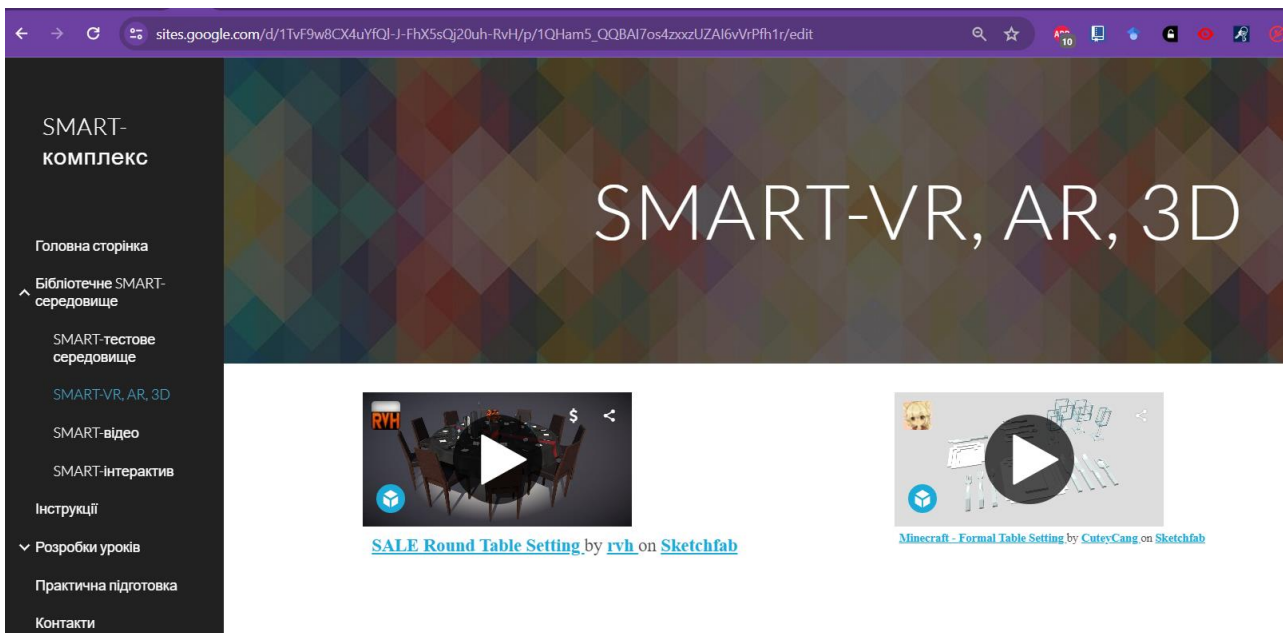 sites.google.com/d/1TvF9w8CX4uYfQl-J-FhX5sQj20uh-RvH/p/1QHam5_QQBAI7os4zxxzUZAI6vVrPfh1r/edit
10
SMART-
комплекс
Головна сторінка
Бібліотечне SMART-
середовище
SMART-тестове
середовище
SMART-VR, AR, 3D
SMART-відео
SMART-інтерактив
Інструкції
Розробки уроків
Практична підготовка
Контакти
SMART-VR, AR, 3D
RVH
$
SALE Round Table Setting by rvh on Sketchfab
Minecraft - Formal Table Setting by CuteyCang on Sketchfab